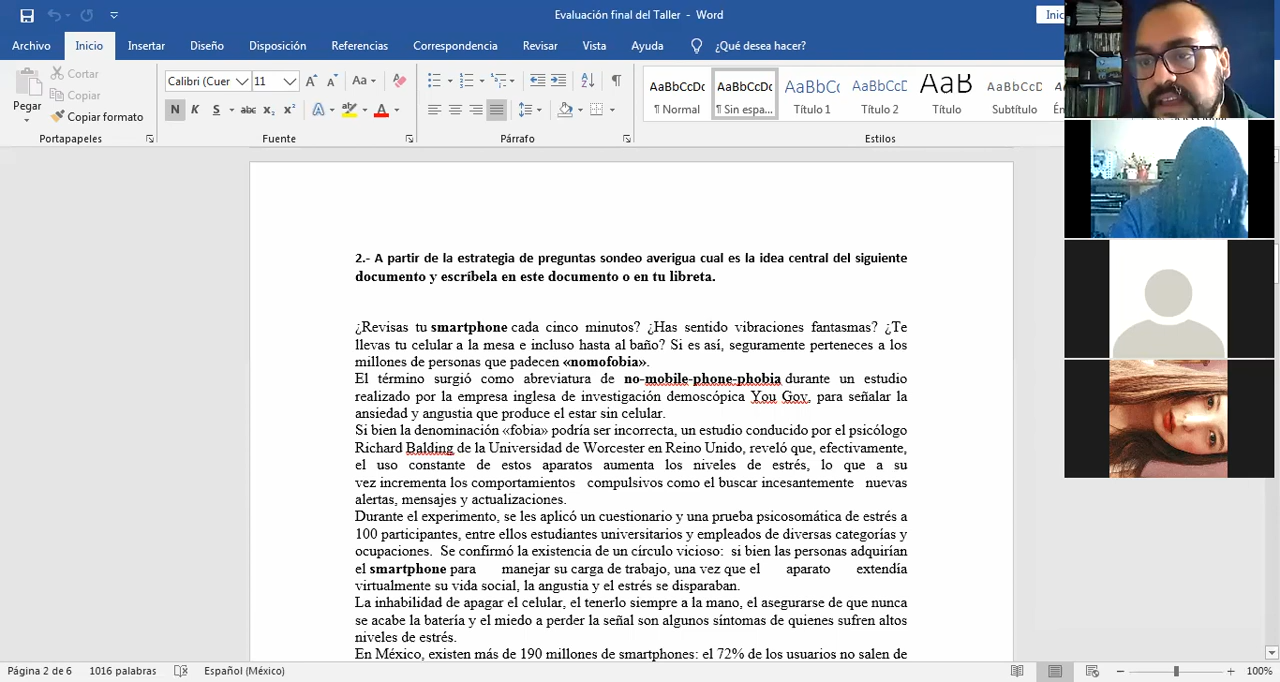 Evaluación final del Taller - Word
Inic
Archivo Inicio Insertar Diseño Disposición Referencias Correspondencia Revisar Vista Ayuda ¿Qué desea hacer?
Pegar
Cortar
Copiar
Copiar formato
Portapapeles
Calibri (Cuer 11
N K S abc x₂ x²
Fuente
Párrafo
AaBbCcDc AaBbCcDc AaBbCc AaBbCcD AaB AaBbCcD
¶ Normal ¶ Sin espa... Título 1 Título 2 Título Subtítulo
Estilos
2.- A partir de la estrategia de preguntas sondeo averigua cual es la idea central del siguiente
documento y escríbela en este documento o en tu libreta.
¿Revisas tu smartphone cada cinco minutos? ¿Has sentido vibraciones fantasmas? ¿Te
llevas tu celular a la mesa e incluso hasta al baño? Si es así, seguramente perteneces a los
millones de personas que padecen «nomofobia».
El término surgió como abreviatura de no-mobile-phone-phobia durante un estudio
realizado por la empresa inglesa de investigación demoscópica You Gov, para señalar la
ansiedad y angustia que produce el estar sin celular.
Si bien la denominación «fobia» podría ser incorrecta, un estudio conducido por el psicólogo
Richard Balding de la Universidad de Worcester en Reino Unido, reveló que, efectivamente,
el uso constante de estos aparatos aumenta los niveles de estrés, lo que a su
vez incrementa los comportamientos compulsivos como el buscar incesantemente nuevas
alertas, mensajes y actualizaciones.
Durante el experimento, se les aplicó un cuestionario y una prueba psicosomática de estrés a
100 participantes, entre ellos estudiantes universitarios y empleados de diversas categorías y
ocupaciones. Se confirmó la existencia de un círculo vicioso: si bien las personas adquirían
el smartphone para manejar su carga de trabajo, una vez que el aparato extendía
virtualmente su vida social, la angustia y el estrés se disparaban.
La inhabilidad de apagar el celular, el tenerlo siempre a la mano, el asegurarse de que nunca
se acabe la batería y el miedo a perder la señal son algunos síntomas de quienes sufren altos
niveles de estrés.
En México, existen más de 190 millones de smartphones: el 72% de los usuarios no salen de
Página 2 de 6 1016 palabras Español (México) 100%